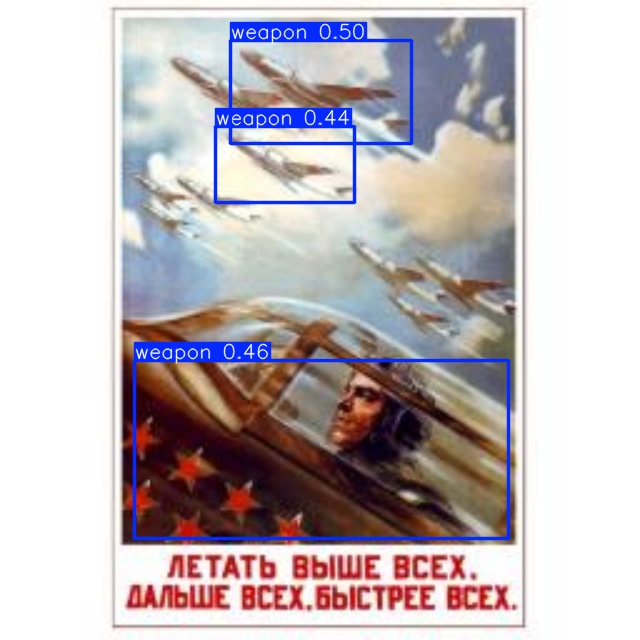 weapon 0.50
weapon 0.44
weapon 0.46
ЛЕТАТЬ ВЫШЕ ВСЕХ,
ДАЛЬШЕ ВСЕХ, БЫСТРЕЕ ВСЕХ.